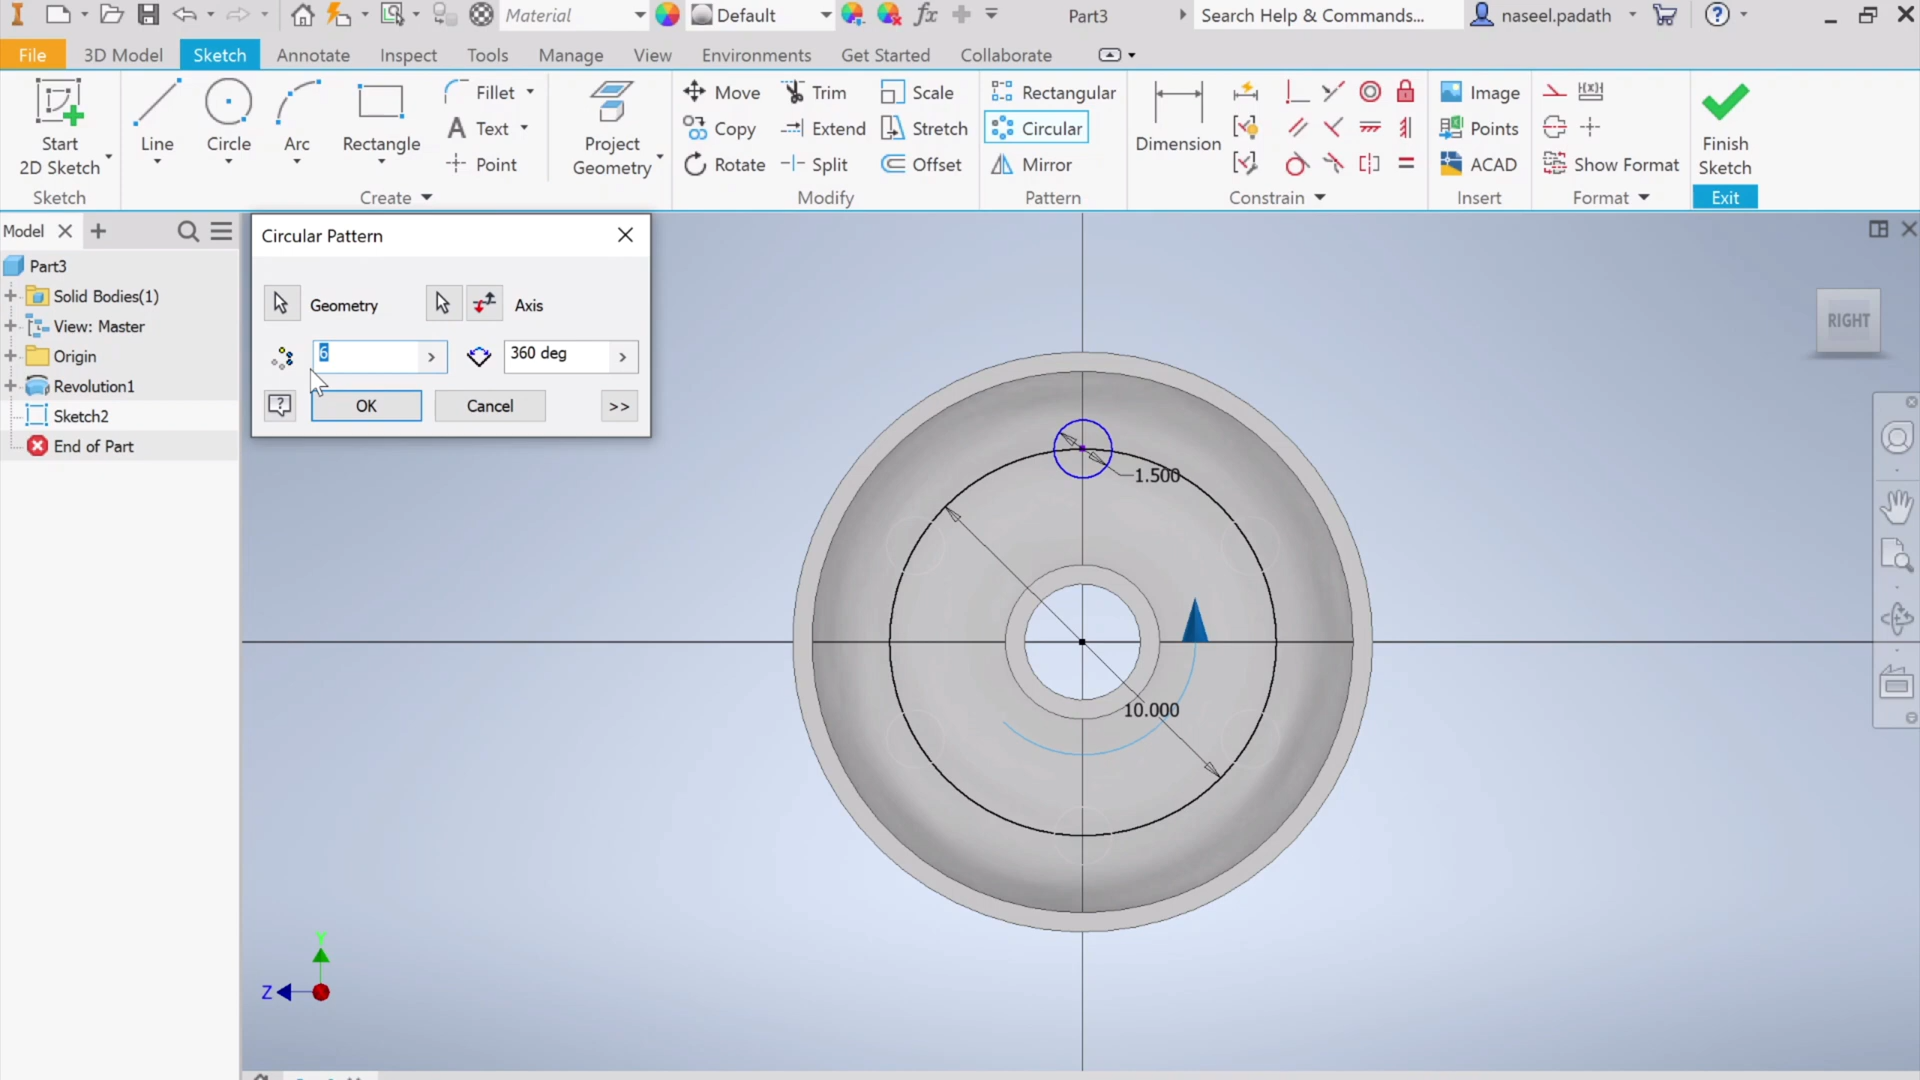 Material
Default
Part3
Search Help & Commands...
naseel.padath
File
3D Model
Sketch
Annotate
Inspect
Tools
Manage
View
Environments
Get Started
Collaborate
Start
2D Sketch
Line
Circle
Arc
Rectangle
Fillet
Text
Point
Project
Geometry
Move
Copy
Rotate
Trim
Extend
Split
Scale
Stretch
Offset
Rectangular
Circular
Mirror
Dimension
Image
Points
ACAD
Show Format
Finish
Sketch
Sketch
Create
Modify
Pattern
Constrain
Insert
Format
Exit
Model
Part3
Solid Bodies(1)
View: Master
Origin
Revolution1
Sketch2
End of Part
Circular Pattern
Geometry
Axis
6
360 deg
OK
Cancel
>>
RIGHT
1.500
10.000
Y
Z